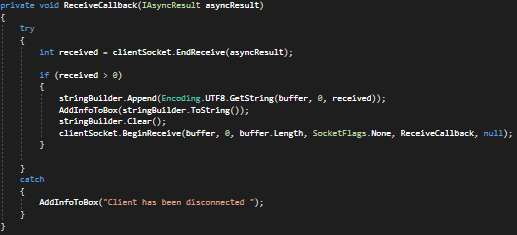 private void ReceiveCallback(IAsyncResult asyncResult)
{
try
{
int received = clientSocket.EndReceive(asyncResult);
if (received > 0)
{
stringBuilder.Append(Encoding.UTF8.GetString(buffer, 0, received));
AddInfoToBox(stringBuilder.ToString());
stringBuilder.Clear();
clientSocket.BeginReceive(buffer, 0, buffer.Length, SocketFlags.None, ReceiveCallback, null);
}
}
catch
{
AddInfoToBox("Client has been disconnected ");
}
}